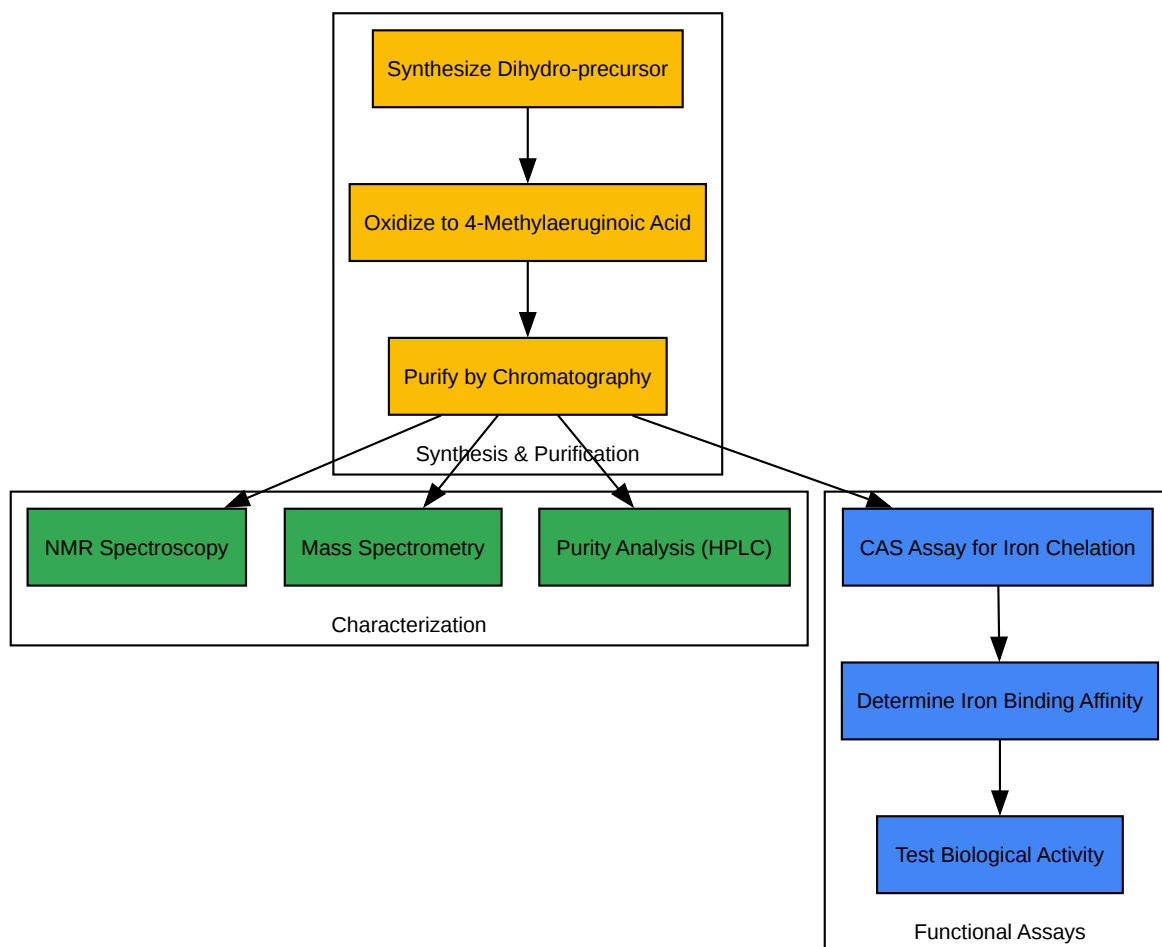 Synthesize Dihydro-precursor
Oxidize to 4-Methylaeruginoic Acid
Purify by Chromatography
Synthesis & Purification
NMR Spectroscopy
Mass Spectrometry
Purity Analysis (HPLC)
Characterization
CAS Assay for Iron Chelation
Determine Iron Binding Affinity
Test Biological Activity
Functional Assays